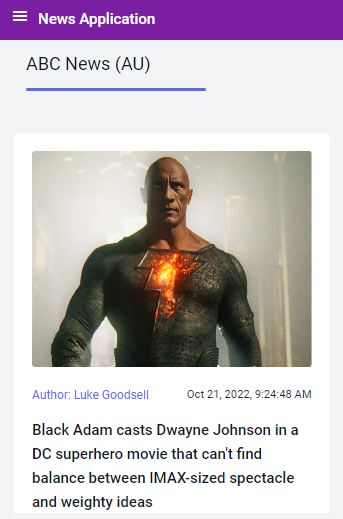 News Application
ABC News (AU)
Author: Luke Goodsell
Oct 21, 2022, 9:24:48 AM
Black Adam casts Dwayne Johnson in a
DC superhero movie that can't find
balance between IMAX-sized spectacle
and weighty ideas